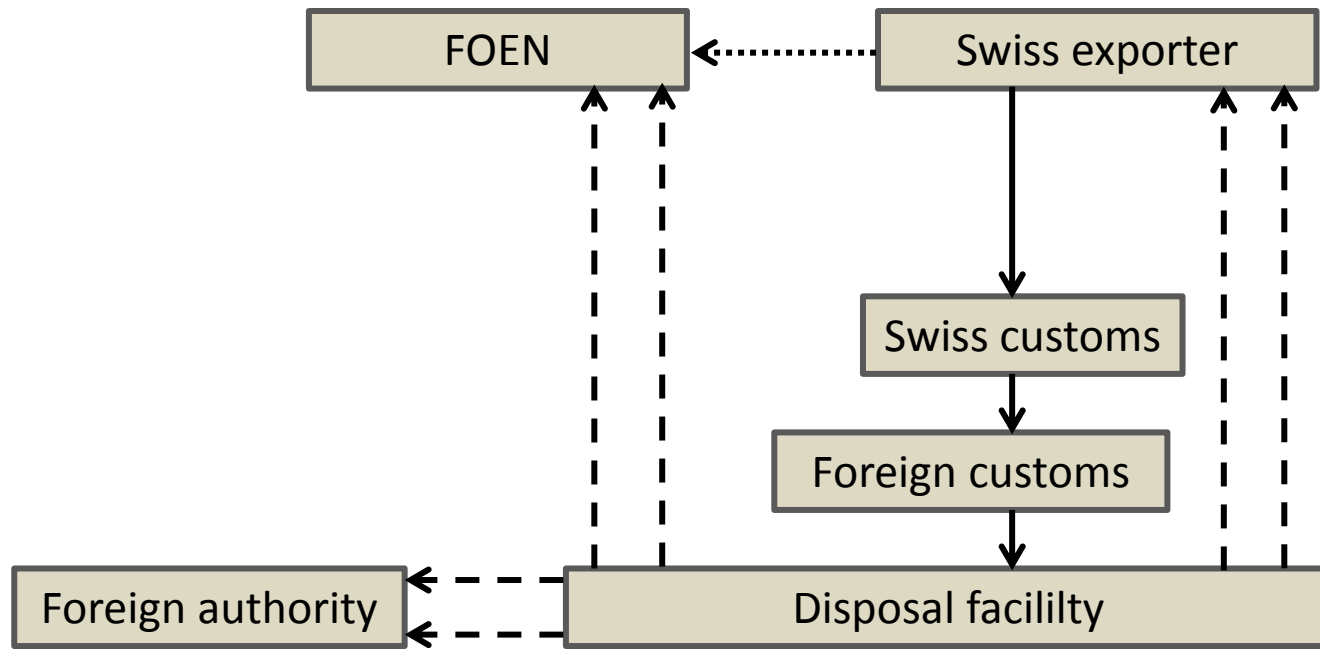 FOEN
Swiss exporter
Swiss customs
Foreign customs
Foreign authority
Disposal facililty